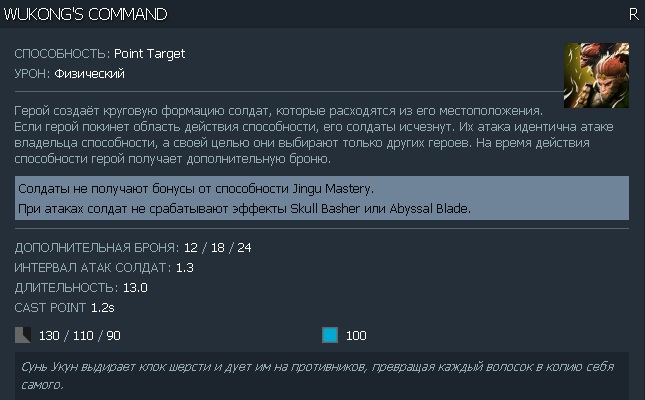 WUKONG'S COMMAND R
СПОСОБНОСТЬ: Point Target
УРОН: Физический
Герой создаёт круговую формацию солдат, которые расходятся из его местоположения.
Если герой покинет область действия способности, его солдаты исчезнут. Их атака идентична атаке
владельца способности, а своей целью они выбирают только других героев. На время действия
способности герой получает дополнительную броню.
Солдаты не получают бонусы от способности Jingu Mastery.
При атаках солдат не срабатывают эффекты Skull Basher или Abyssal Blade.
ДОПОЛНИТЕЛЬНАЯ БРОНЯ: 12 / 18 / 24
ИНТЕРВАЛ АТАК СОЛДАТ: 1.3
ДЛИТЕЛЬНОСТЬ: 13.0
CAST POINT 1.2s
130 / 110 / 90 100
Сунь Укун выдирает клок шерсти и дует им на противников, превращая каждый волосок в копию себя
самого.